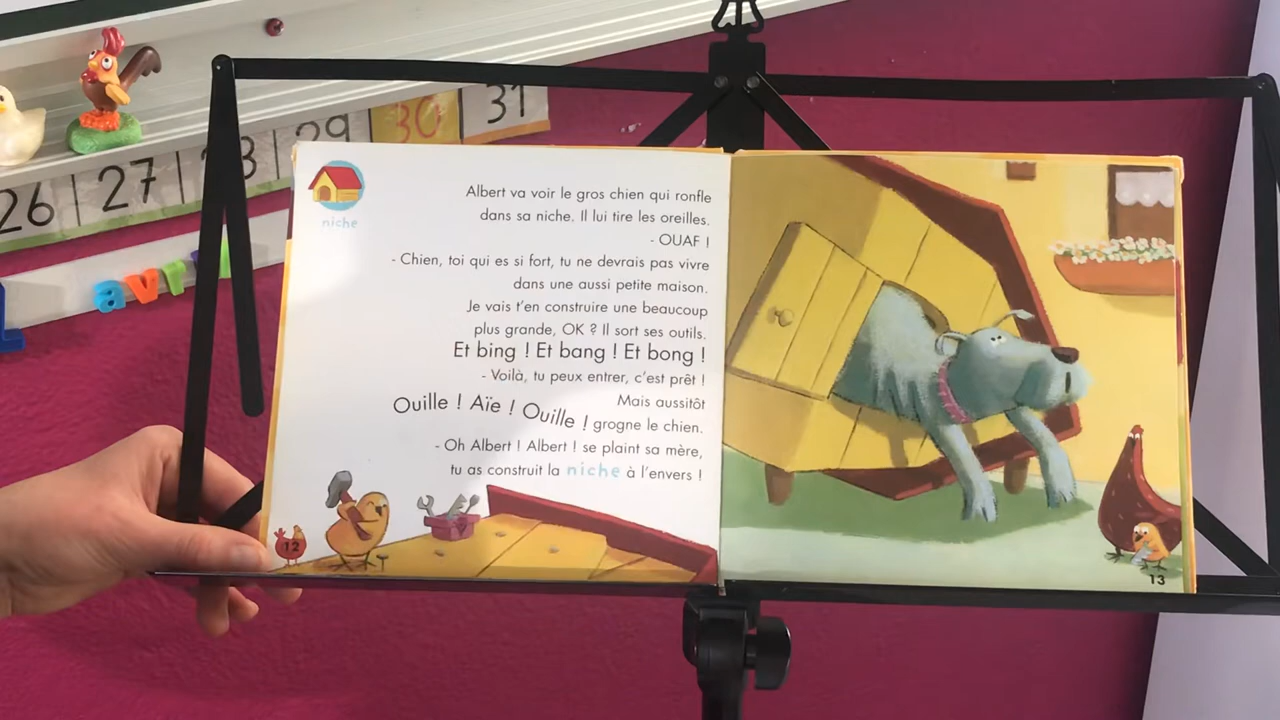 26 27 28 29 30 31
avri
niche
Albert va voir le gros chien qui ronfle
dans sa niche. Il lui tire les oreilles.
- OUAF !
- Chien, toi qui es si fort, tu ne devrais pas vivre
dans une aussi petite maison.
Je vais t'en construire une beaucoup
plus grande, OK ? Il sort ses outils.
Et bing ! Et bang ! Et bong !
- Voilà, tu peux entrer, c'est prêt !
Mais aussitôt
Ouille ! Aïe ! Ouille ! grogne le chien.
- Oh Albert ! Albert ! se plaint sa mère,
tu as construit la niche à l'envers !
12
13